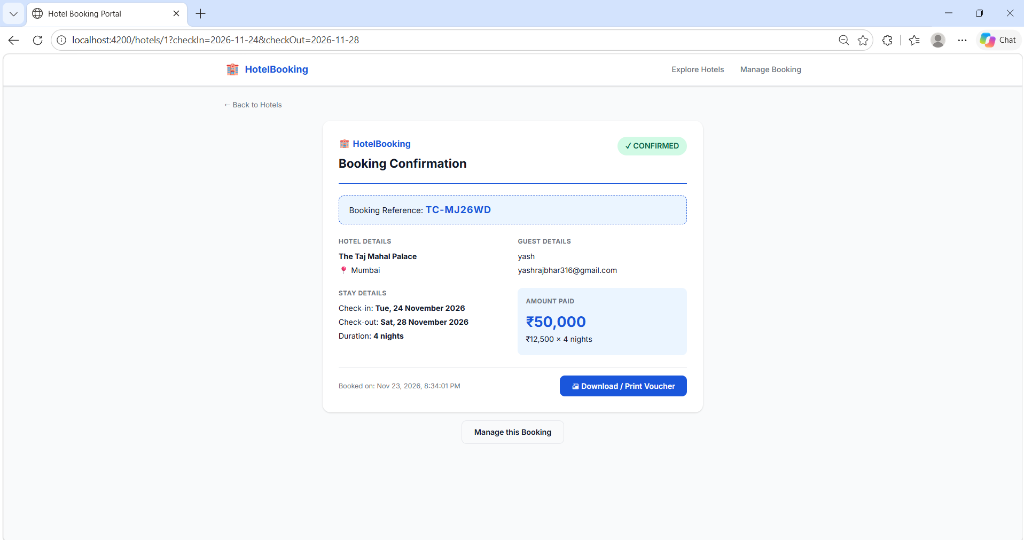 Hotel Booking Portal
localhost:4200/hotels/1?checkIn=2026-11-24&checkOut=2026-11-28
Chat
HotelBooking
Explore Hotels
Manage Booking
← Back to Hotels
HotelBooking
✓ CONFIRMED
Booking Confirmation
Booking Reference: TC-MJ26WD
HOTEL DETAILS
The Taj Mahal Palace
Mumbai
GUEST DETAILS
yash
yashrajbhar316@gmail.com
STAY DETAILS
Check-in: Tue, 24 November 2026
Check-out: Sat, 28 November 2026
Duration: 4 nights
AMOUNT PAID
₹50,000
₹12,500 × 4 nights
Booked on: Nov 23, 2026, 8:34:01 PM
Download / Print Voucher
Manage this Booking